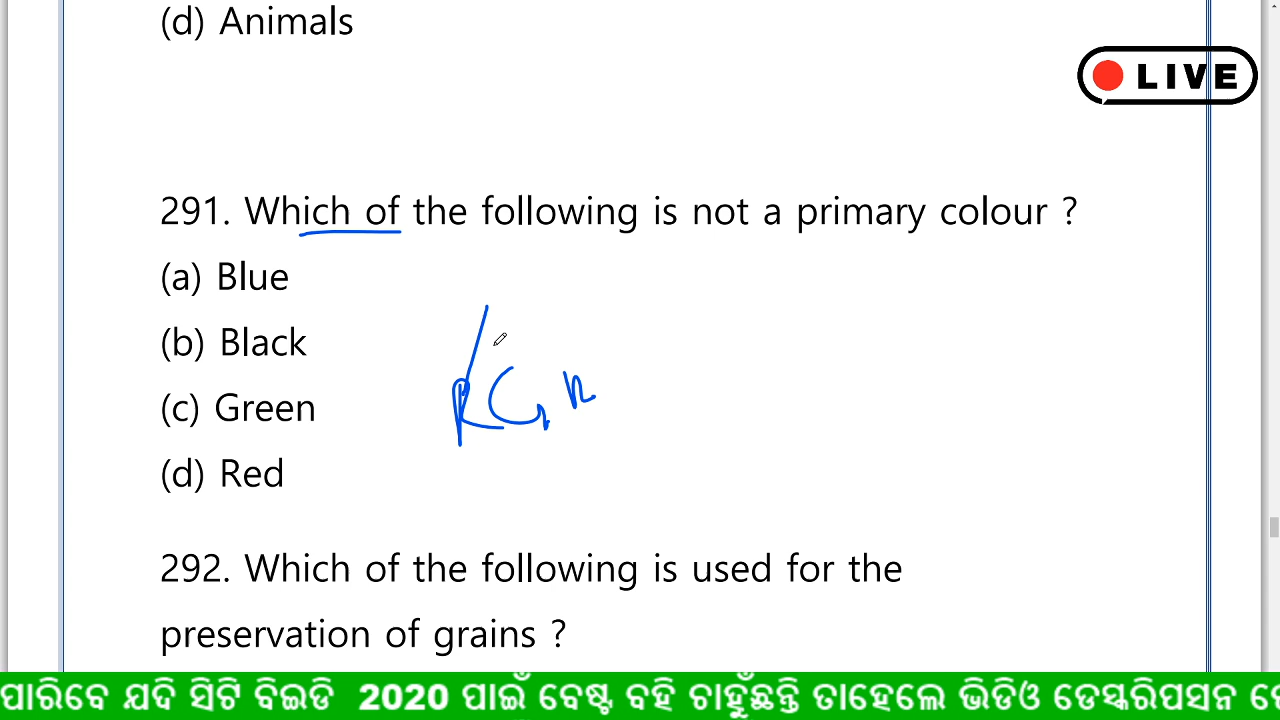 (d) Animals
LIVE
291. Which of the following is not a primary colour ?
(a) Blue
(b) Black
(c) Green
(d) Red
292. Which of the following is used for the
preservation of grains ?
ପାରିବେ ଯଦି ସିଟି ବିଇଡି 2020 ପାଇଁ ବେଷ୍ଟ ବହି ଚାହୁଁଛନ୍ତି ତାହେଲେ ଭିଡିଓ ଡେସ୍କରିପସନ